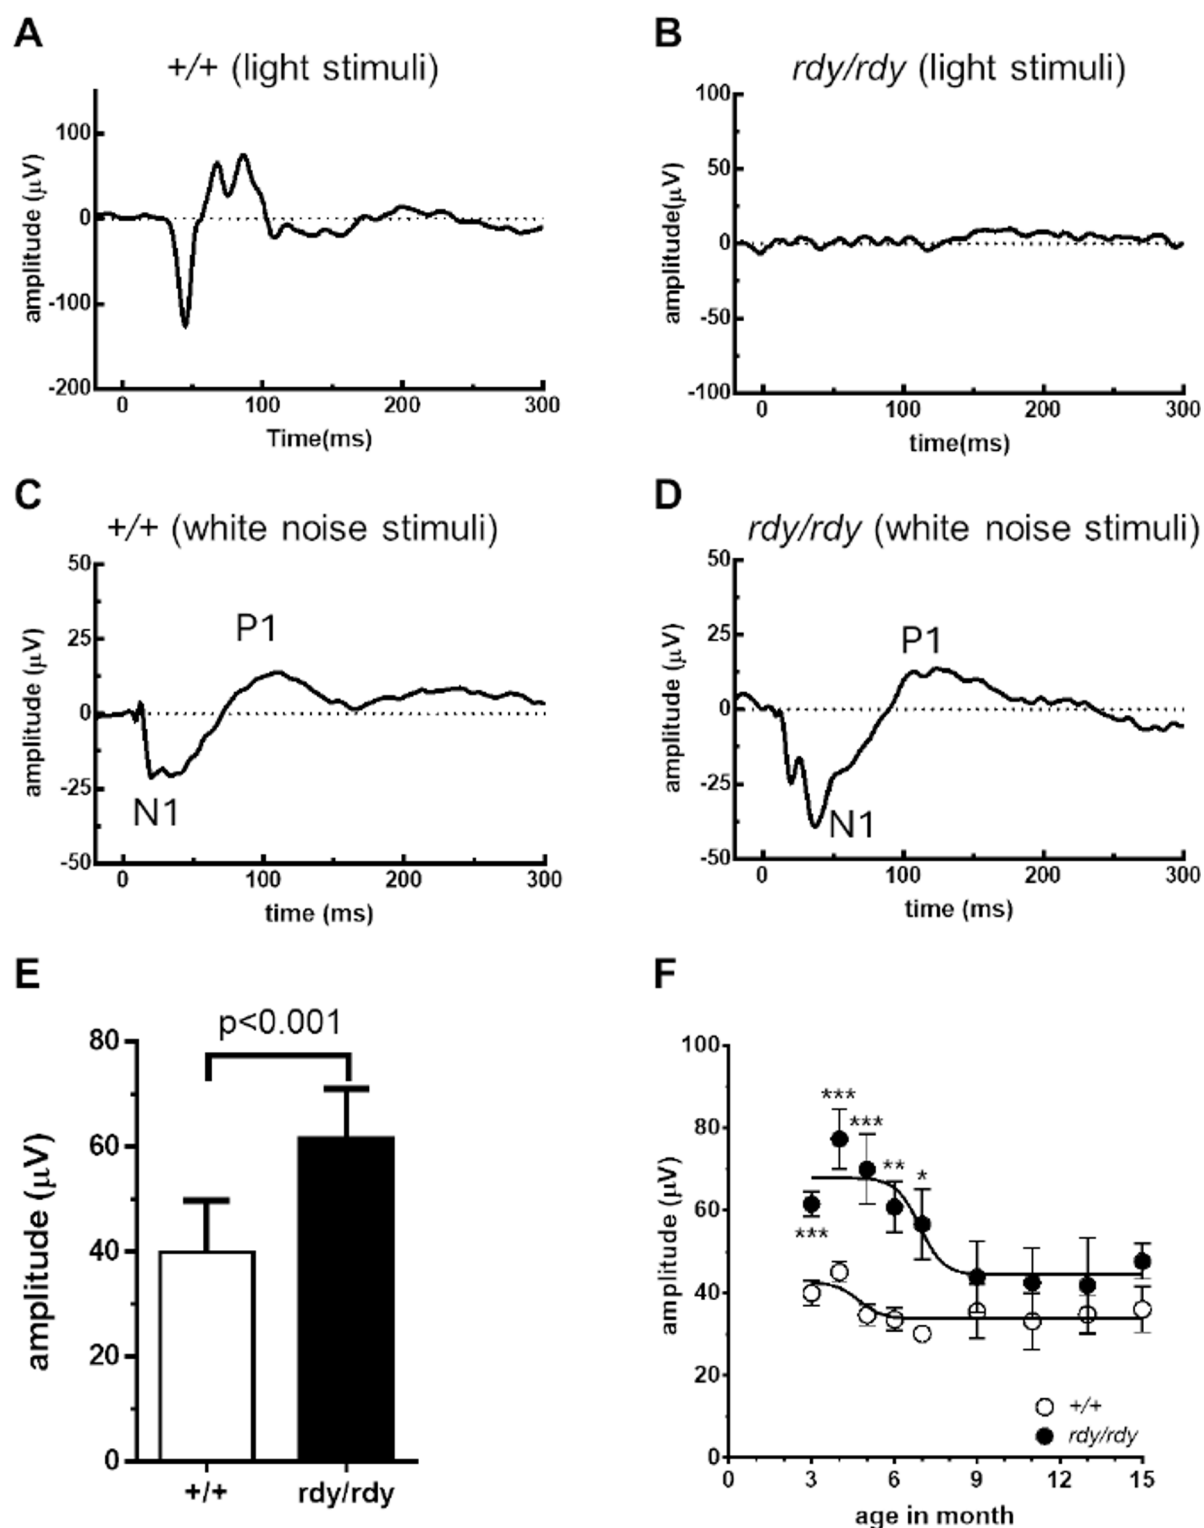 A
+/+ (light stimuli)
100
0
-100
-200
amplitude (μV)
0 100 200 300
Time(ms)
B
rdy/rdy (light stimuli)
100
50
0
-50
-100
amplitude(μV)
0 100 200 300
time(ms)
C
+/+ (white noise stimuli)
50
25
0
-25
-50
amplitude (μV)
P1
N1
0 100 200 300
time (ms)
D
rdy/rdy (white noise stimuli)
50
25
0
-25
-50
amplitude (μV)
P1
N1
0 100 200 300
time (ms)
E
p<0.001
80
60
40
20
0
amplitude (μV)
+/+ rdy/rdy
F
100
80
60
40
20
0
amplitude (μV)
***
***
**
*
***
+/+
rdy/rdy
0 3 6 9 12 15
age in month